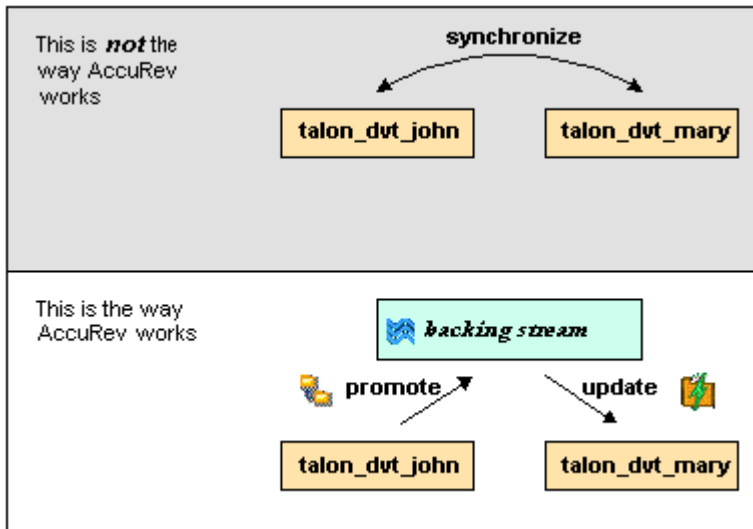 This is not the
way AccuRev
works
synchronize
talon_dvt_john
talon_dvt_mary
This is the way
AccuRev works
backing stream
promote
update
talon_dvt_john
talon_dvt_mary